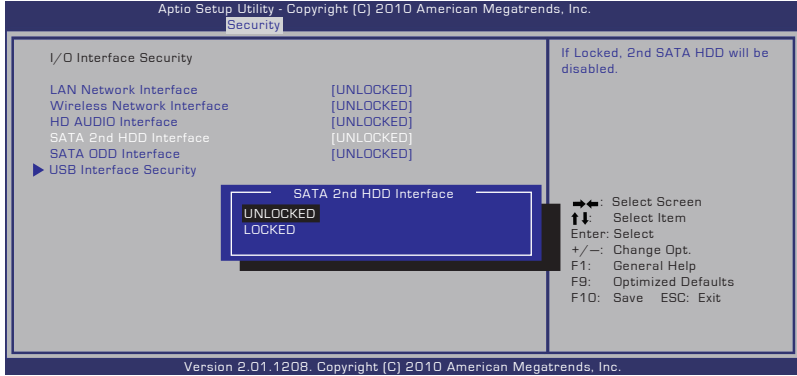 Aptio Setup Utility - Copyright (C) 2010 American Megatrends, Inc.
Security
I/O Interface Security
LAN Network Interface [UNLOCKED]
Wireless Network Interface [UNLOCKED]
HD AUDIO Interface [UNLOCKED]
SATA 2nd HDD Interface [UNLOCKED]
SATA ODD Interface [UNLOCKED]
USB Interface Security
SATA 2nd HDD Interface
UNLOCKED
LOCKED
If Locked, 2nd SATA HDD will be
disabled.
→←: Select Screen
↑↓: Select Item
Enter: Select
+/—: Change Opt.
F1: General Help
F9: Optimized Defaults
F10: Save ESC: Exit
Version 2.01.1208. Copyright (C) 2010 American Megatrends, Inc.